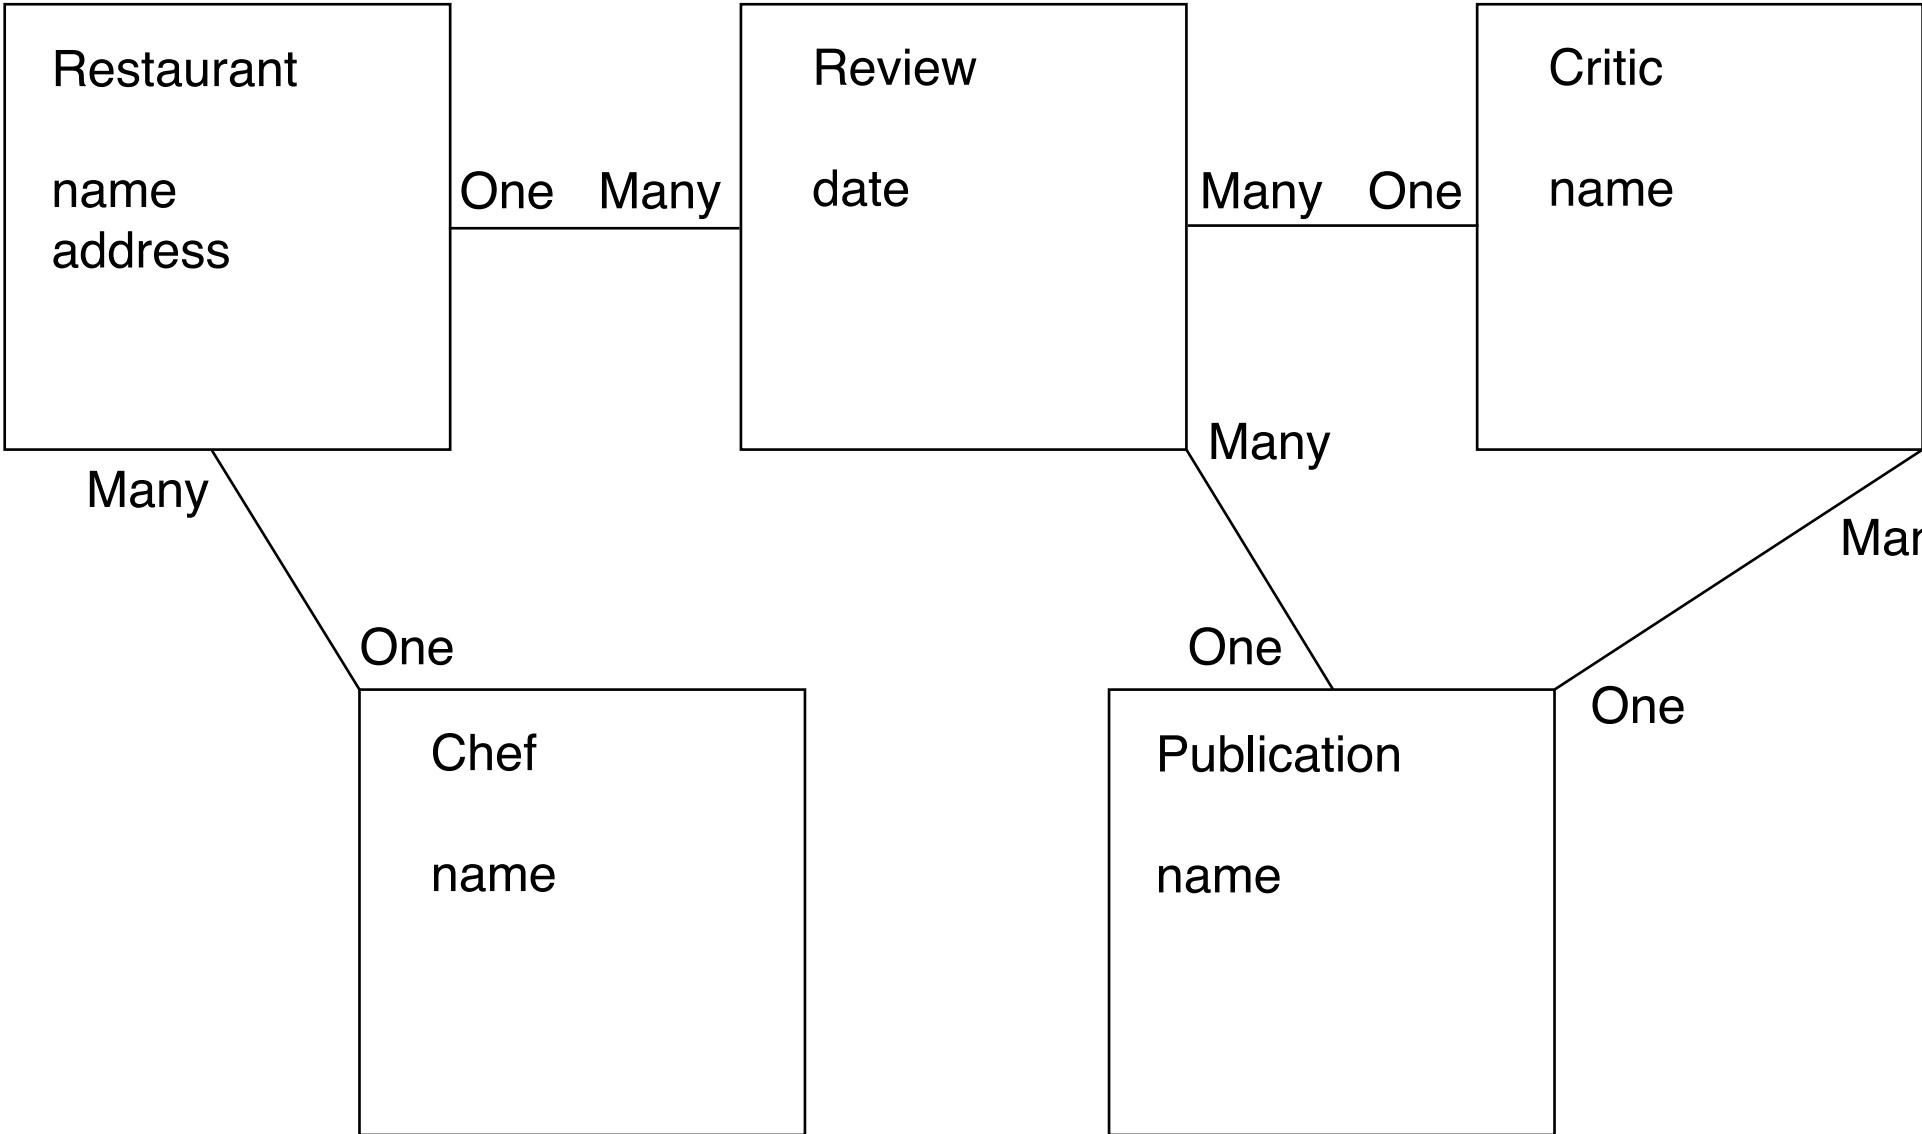 Restaurant
name
address
One Many
Review
date
Many One
Critic
name
Many
One
Many
One
One
Chef
name
Publication
name